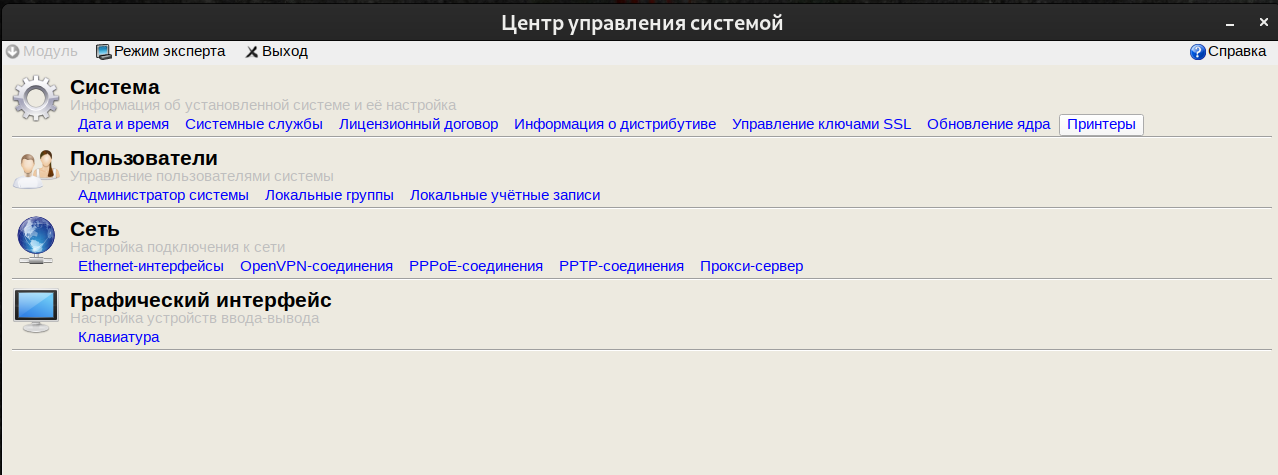 Центр управления системой
Модуль Режим эксперта Выход Справка
Система
Информация об установленной системе и её настройка
Дата и время Системные службы Лицензионный договор Информация о дистрибутиве Управление ключами SSL Обновление ядра Принтеры
Пользователи
Управление пользователями системы
Администратор системы Локальные группы Локальные учётные записи
Сеть
Настройка подключения к сети
Ethernet-интерфейсы OpenVPN-соединения PPPoE-соединения PPTP-соединения Прокси-сервер
Графический интерфейс
Настройка устройств ввода-вывода
Клавиатура